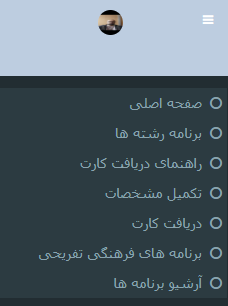 صفحه اصلی
برنامه رشته ها
راهنمای دریافت کارت
تکمیل مشخصات
دریافت کارت
برنامه های فرهنگی تفریحی
آرشیو برنامه ها